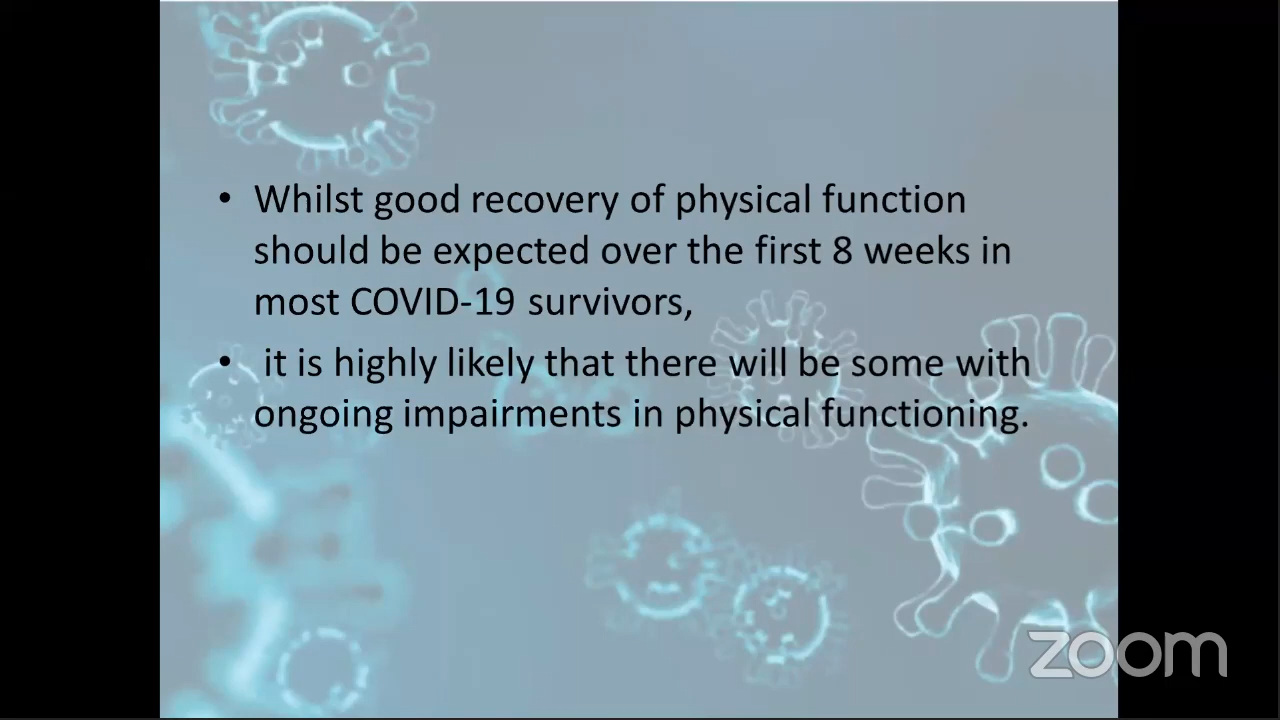 • Whilst good recovery of physical function
should be expected over the first 8 weeks in
most COVID-19 survivors,
• it is highly likely that there will be some with
ongoing impairments in physical functioning.
zoom